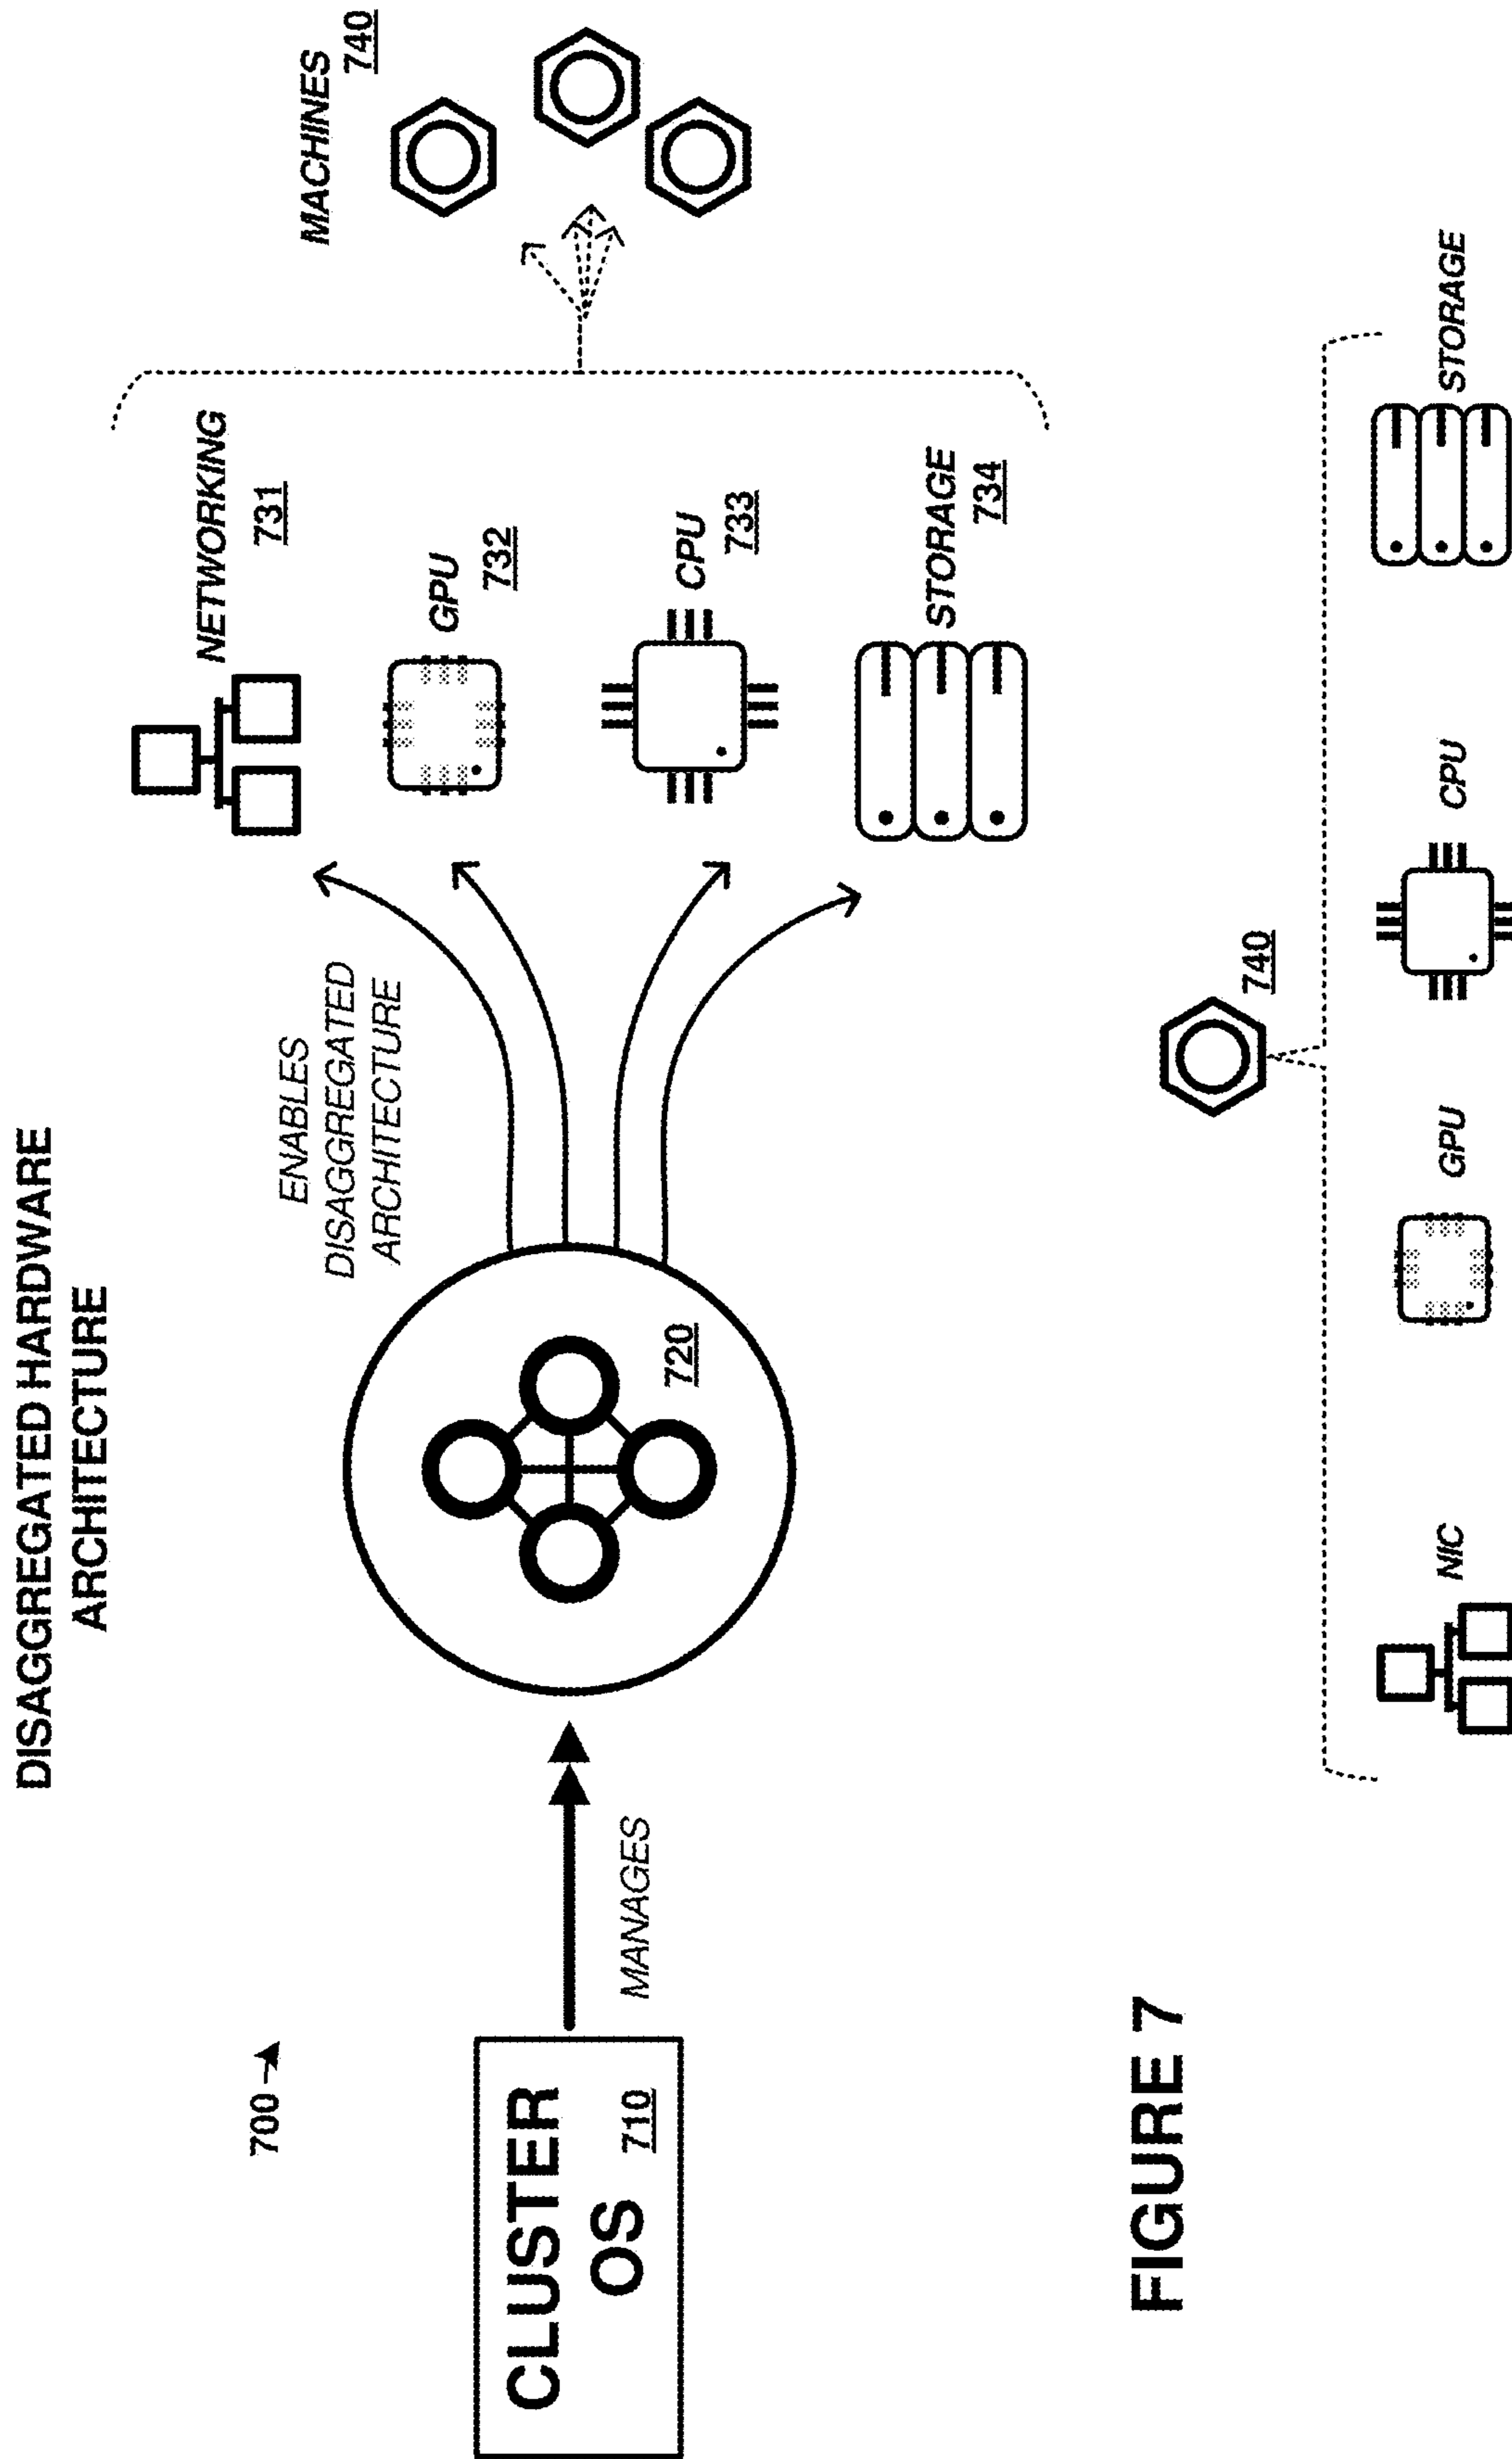 DISAGGREGATED HARDWARE
ARCHITECTURE
700
CLUSTER
OS
710
MANAGES
720
ENABLES
DISAGGREGATED
ARCHITECTURE
NETWORKING
731
GPU
732
CPU
733
STORAGE
734
MACHINES
740
740
NIC
GPU
CPU
STORAGE
FIGURE 7